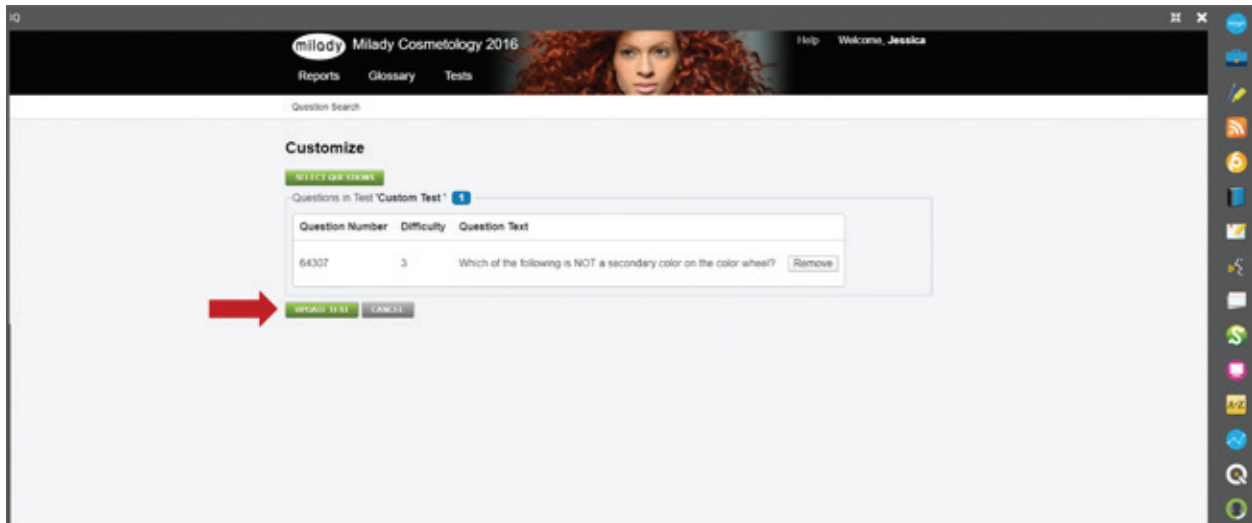 IQ
milady Milady Cosmetology 2016
Help Welcome, Jessica
Reports Glossary Tests
Question Search
Customize
SELECT QUESTIONS
Questions in Test 'Custom Test ' 1
Question Number Difficulty Question Text
64307 3 Which of the following is NOT a secondary color on the color wheel? Remove
UPDATE TEST CANCEL
A-Z